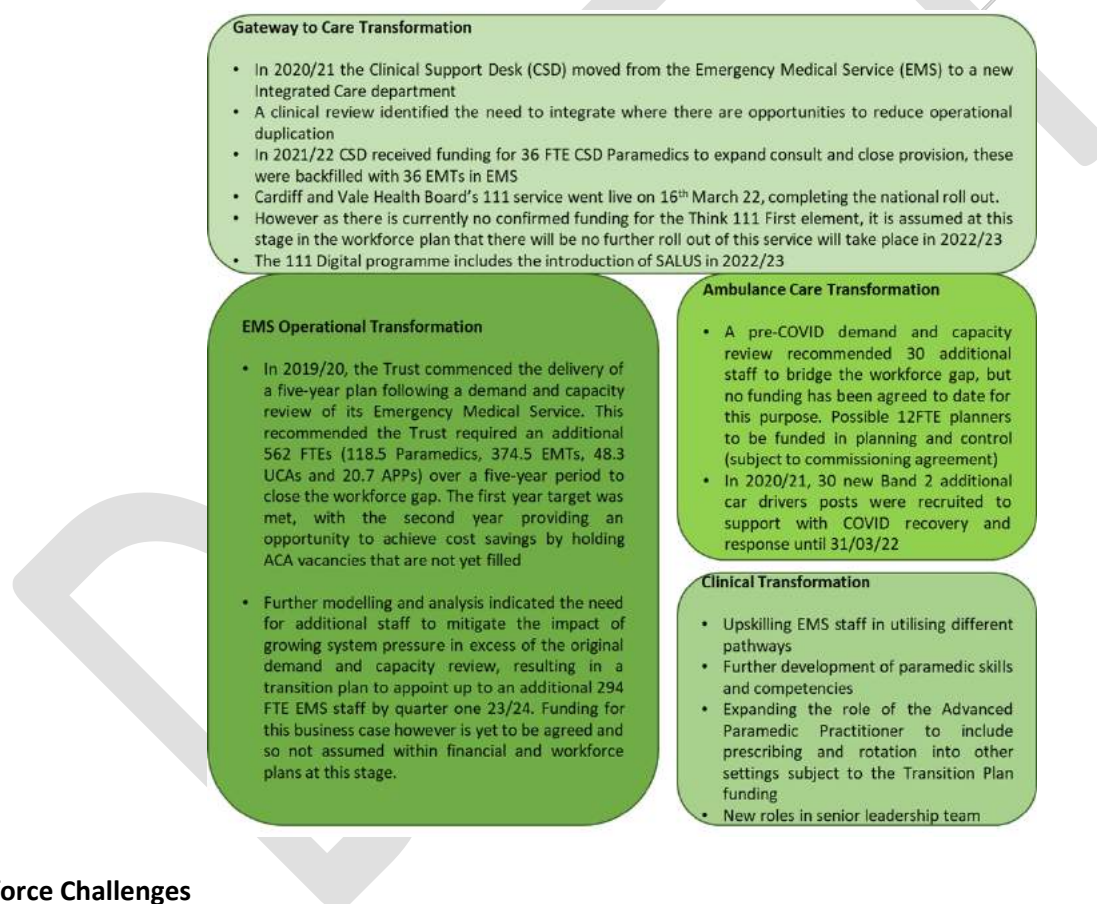 Gateway to Care Transformation
• In 2020/21 the Clinical Support Desk (CSD) moved from the Emergency Medical Service (EMS) to a new
Integrated Care department
• A clinical review identified the need to integrate where there are opportunities to reduce operational
duplication
• In 2021/22 CSD received funding for 36 FTE CSD Paramedics to expand consult and close provision, these
were backfilled with 36 EMTs in EMS
• Cardiff and Vale Health Board's 111 service went live on 16th March 22, completing the national roll out.
• However as there is currently no confirmed funding for the Think 111 First element, it is assumed at this
stage in the workforce plan that there will be no further roll out of this service will take place in 2022/23
• The 111 Digital programme includes the introduction of SALUS in 2022/23
EMS Operational Transformation
• In 2019/20, the Trust commenced the delivery of
a five-year plan following a demand and capacity
review of its Emergency Medical Service. This
recommended the Trust required an additional
562 FTEs (118.5 Paramedics, 374.5 EMTs, 48.3
UCAs and 20.7 APPs) over a five-year period to
close the workforce gap. The first year target was
met, with the second year providing an
opportunity to achieve cost savings by holding
ACA vacancies that are not yet filled
• Further modelling and analysis indicated the need
for additional staff to mitigate the impact of
growing system pressure in excess of the original
demand and capacity review, resulting in a
transition plan to appoint up to an additional 294
FTE EMS staff by quarter one 23/24. Funding for
this business case however is yet to be agreed and
so not assumed within financial and workforce
plans at this stage.
Ambulance Care Transformation
• A pre-COVID demand and capacity
review recommended 30 additional
staff to bridge the workforce gap, but
no funding has been agreed to date for
this purpose. Possible 12FTE planners
to be funded in planning and control
(subject to commissioning agreement)
• In 2020/21, 30 new Band 2 additional
car drivers posts were recruited to
support with COVID recovery and
response until 31/03/22
Clinical Transformation
• Upskilling EMS staff in utilising different
pathways
• Further development of paramedic skills
and competencies
• Expanding the role of the Advanced
Paramedic Practitioner to include
prescribing and rotation into other
settings subject to the Transition Plan
funding
• New roles in senior leadership team
orce Challenges